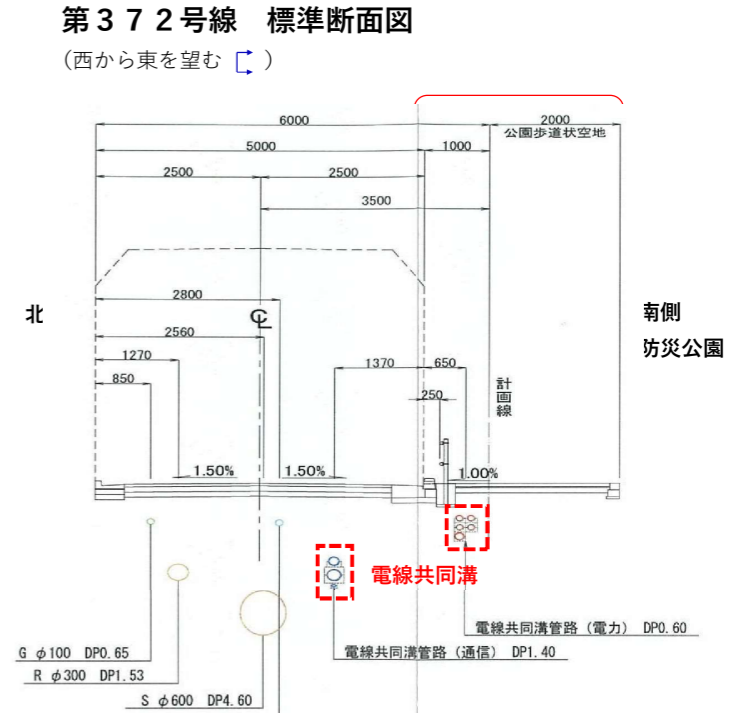 第３７２号線　標準断面図
（西から東を望む ）
6000
2000
公園歩道状空地
5000
1000
2500
2500
3500
2800
北
南側
C L
2560
防災公園
1270
1370
650
850
計画線
250
1.50%
1.50%
1.00%
電線共同溝
電線共同溝管路（電力） DP0.60
G φ100 DP0.65
電線共同溝管路（通信） DP1.40
R φ300 DP1.53
S φ600 DP4.60